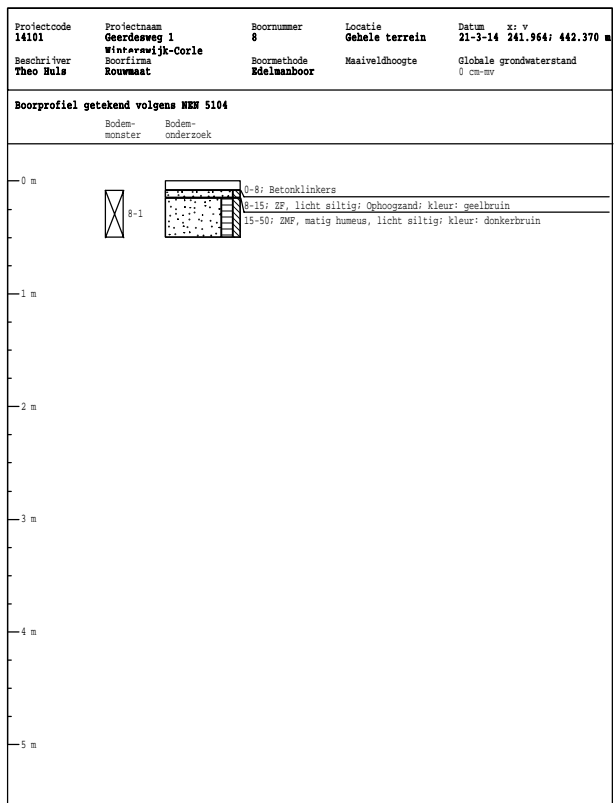 Projectcode Projectnaam Boornummer Locatie Datum x: v
14101 Geerdesweg 1 8 Gehele terrein 21-3-14 241.964; 442.370 m
Winterswijk-Corle
Beschrijver Boorfirma Boormethode Maaiveldhoogte Globale grondwaterstand
Theo Huls Rouwmaat Edelmanboor 0 cm-mv
Boorprofiel getekend volgens NEN 5104
Bodem- Bodem-
monster onderzoek
0 m
0-8; Betonklinkers
8-15; ZF, licht siltig; Ophoogzand; kleur: geelbruin
8-1
15-50; ZMF, matig humeus, licht siltig; kleur: donkerbruin
1 m
2 m
3 m
4 m
5 m